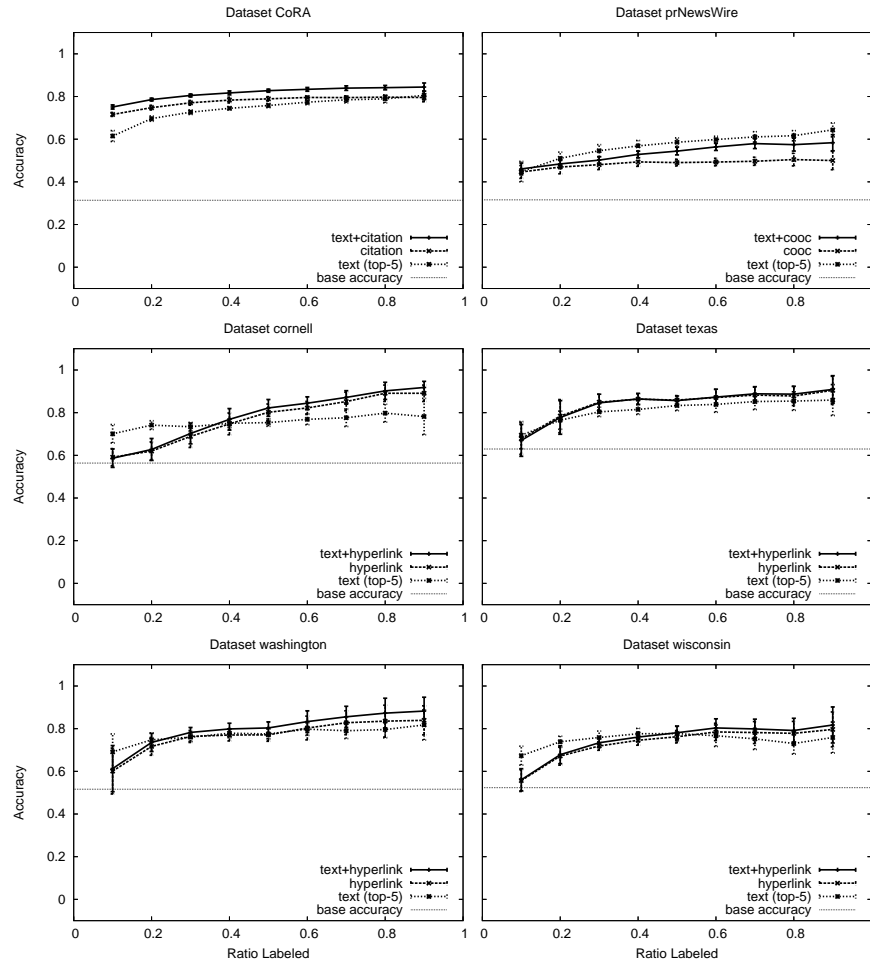 Dataset CoRA
Accuracy
1
0.8
0.6
0.4
0.2
0
text+citation
citation
text (top-5)
base accuracy
0 0.2 0.4 0.6 0.8 1
Dataset prNewsWire
text+cooc
cooc
text (top-5)
base accuracy
0 0.2 0.4 0.6 0.8
Dataset cornell
Accuracy
1
0.8
0.6
0.4
0.2
0
text+hyperlink
hyperlink
text (top-5)
base accuracy
0 0.2 0.4 0.6 0.8 1
Dataset texas
text+hyperlink
hyperlink
text (top-5)
base accuracy
0 0.2 0.4 0.6 0.8
Dataset washington
Accuracy
1
0.8
0.6
0.4
0.2
0
text+hyperlink
hyperlink
text (top-5)
base accuracy
0 0.2 0.4 0.6 0.8 1
Ratio Labeled
Dataset wisconsin
text+hyperlink
hyperlink
text (top-5)
base accuracy
0 0.2 0.4 0.6 0.8
Ratio Labeled